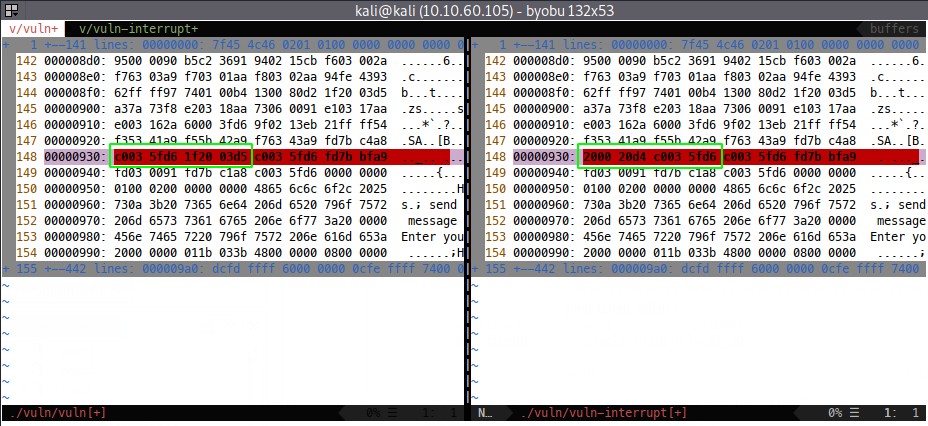 kali@kali (10.10.60.105) - byobu 132x53
v/vuln+ v/vuln-interrupt+ buffers
+ 1 +--141 lines: 00000000: 7f45 4c46 0201 0100 0000 0000 0 + 1 +--141 lines: 00000000: 7f45 4c46 0201 0100 0000 0000 0000
142 000008d0: 9500 0090 b5c2 3691 9402 15cb f603 002a ......6. 142 000008d0: 9500 0090 b5c2 3691 9402 15cb f603 002a ......6..
143 000008e0: f763 03a9 f703 01aa f803 02aa 94fe 4393 .c...... 143 000008e0: f763 03a9 f703 01aa f803 02aa 94fe 4393 .c.......
144 000008f0: 62ff ff97 7401 00b4 1300 80d2 1f20 03d5 b...t... 144 000008f0: 62ff ff97 7401 00b4 1300 80d2 1f20 03d5 b...t....
145 00000900: a37a 73f8 e203 18aa 7306 0091 e103 17aa .zs....s 145 00000900: a37a 73f8 e203 18aa 7306 0091 e103 17aa .zs.....s
146 00000910: e003 162a 6000 3fd6 9f02 13eb 21ff ff54 ...*`.?. 146 00000910: e003 162a 6000 3fd6 9f02 13eb 21ff ff54 ...*`.?..
147 00000920: f353 41a9 f55b 42a9 f763 43a9 fd7b c4a8 .SA..[B. 147 00000920: f353 41a9 f55b 42a9 f763 43a9 fd7b c4a8 .SA..[B..
148 00000930: c003 5fd6 1f20 03d5 c003 5fd6 fd7b bfa9 148 00000930: 2000 20d4 c003 5fd6 c003 5fd6 fd7b bfa9
149 00000940: fd03 0091 fd7b c1a8 c003 5fd6 0000 0000 .....{... 149 00000940: fd03 0091 fd7b c1a8 c003 5fd6 0000 0000 .....{...
150 00000950: 0100 0200 0000 0000 4865 6c6c 6f2c 2025 ........H 150 00000950: 0100 0200 0000 0000 4865 6c6c 6f2c 2025 ........H
151 00000960: 730a 3b20 7365 6e64 206d 6520 796f 7572 s.; send 151 00000960: 730a 3b20 7365 6e64 206d 6520 796f 7572 s.; send
152 00000970: 206d 6573 7361 6765 206e 6f77 3a20 0000 message 152 00000970: 206d 6573 7361 6765 206e 6f77 3a20 0000 message
153 00000980: 456e 7465 7220 796f 7572 206e 616d 653a Enter you 153 00000980: 456e 7465 7220 796f 7572 206e 616d 653a Enter you
154 00000990: 2000 0000 011b 033b 4800 0000 0800 0000 ......;H 154 00000990: 2000 0000 011b 033b 4800 0000 0800 0000 ......;
+ 155 +--442 lines: 000009a0: dcfd ffff 6000 0000 0cfe ffff 7 + 155 +--442 lines: 000009a0: dcfd ffff 6000 0000 0cfe ffff 7400
~ ~
~ ~
~ ~
~ ~
~ ~
~ ~
~ ~
~ ~
./vuln/vuln[+] 0% ☰ 1: 1 N… ./vuln/vuln-interrupt[+] 0% ☰ 1: 1